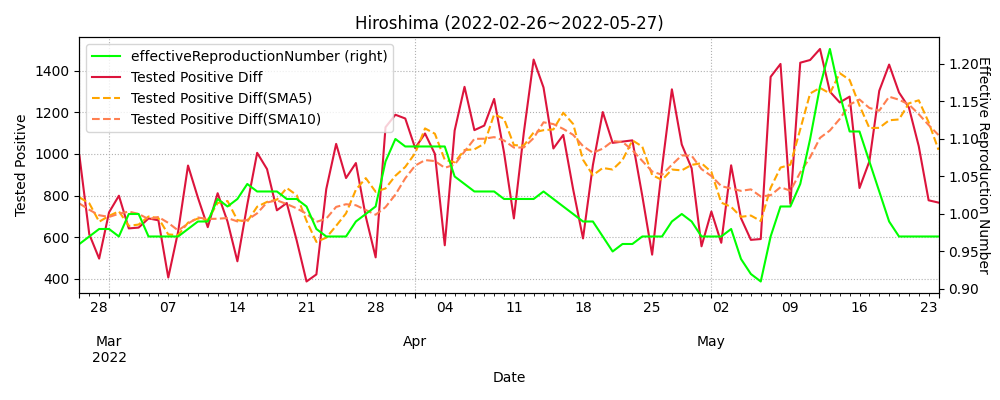 Hiroshima (2022-02-26~2022-05-27)
effectiveReproductionNumber (right)
Tested Positive Diff
Tested Positive Diff(SMA5)
Tested Positive Diff(SMA10)
Tested Positive
1400
1200
1000
800
600
400
Effective Reproduction Number
1.20
1.15
1.10
1.05
1.00
0.95
0.90
28 07 14 21 28 04 11 18 25 02 09 16 23
Mar Apr May
2022
Date